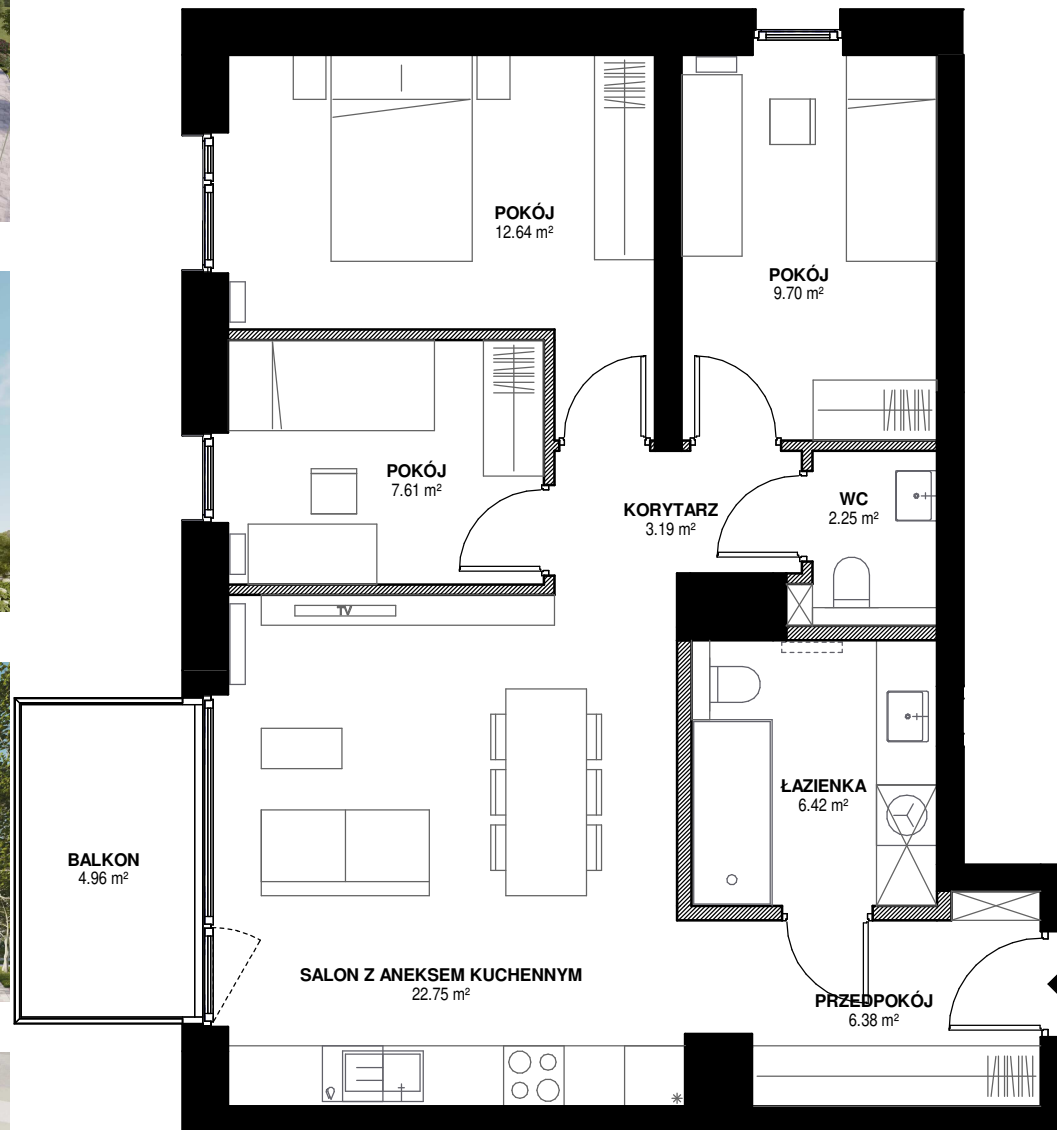 POKÓJ
12.64 m²
POKÓJ
9.70 m²
POKÓJ
7.61 m²
KORYTARZ
3.19 m²
WC
2.25 m²
TV
ŁAZIENKA
6.42 m²
BALKON
4.96 m²
SALON Z ANEKSEM KUCHENNYM
22.75 m²
PRZEDPOKÓJ
6.38 m²